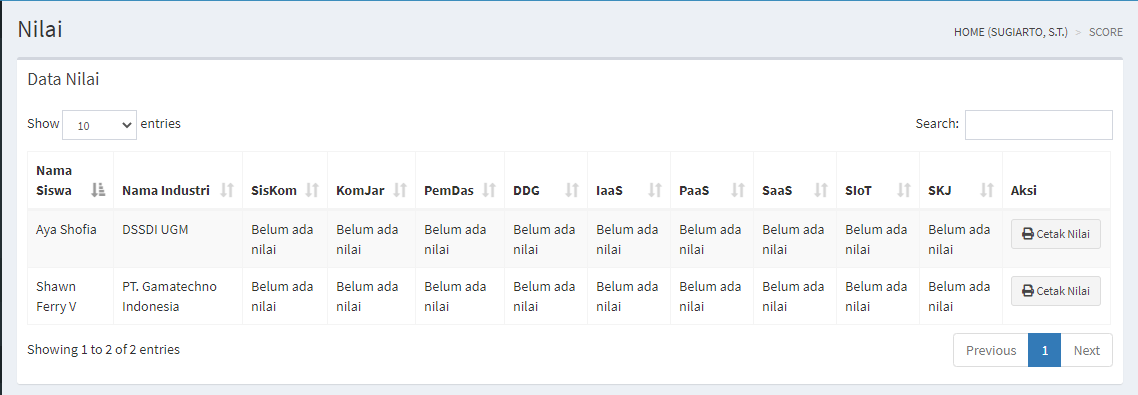 Nilai
HOME (SUGIARTO, S.T.) > SCORE
Data Nilai
Show 10 entries
Search:
Nama Siswa Nama Industri SisKom KomJar PemDas DDG IaaS PaaS SaaS SIoT SKJ Aksi
Aya Shofia DSSDI UGM Belum ada nilai Belum ada nilai Belum ada nilai Belum ada nilai Belum ada nilai Belum ada nilai Belum ada nilai Belum ada nilai Belum ada nilai Cetak Nilai
Shawn Ferry V PT. Gamatechno Indonesia Belum ada nilai Belum ada nilai Belum ada nilai Belum ada nilai Belum ada nilai Belum ada nilai Belum ada nilai Belum ada nilai Belum ada nilai Cetak Nilai
Showing 1 to 2 of 2 entries
Previous 1 Next